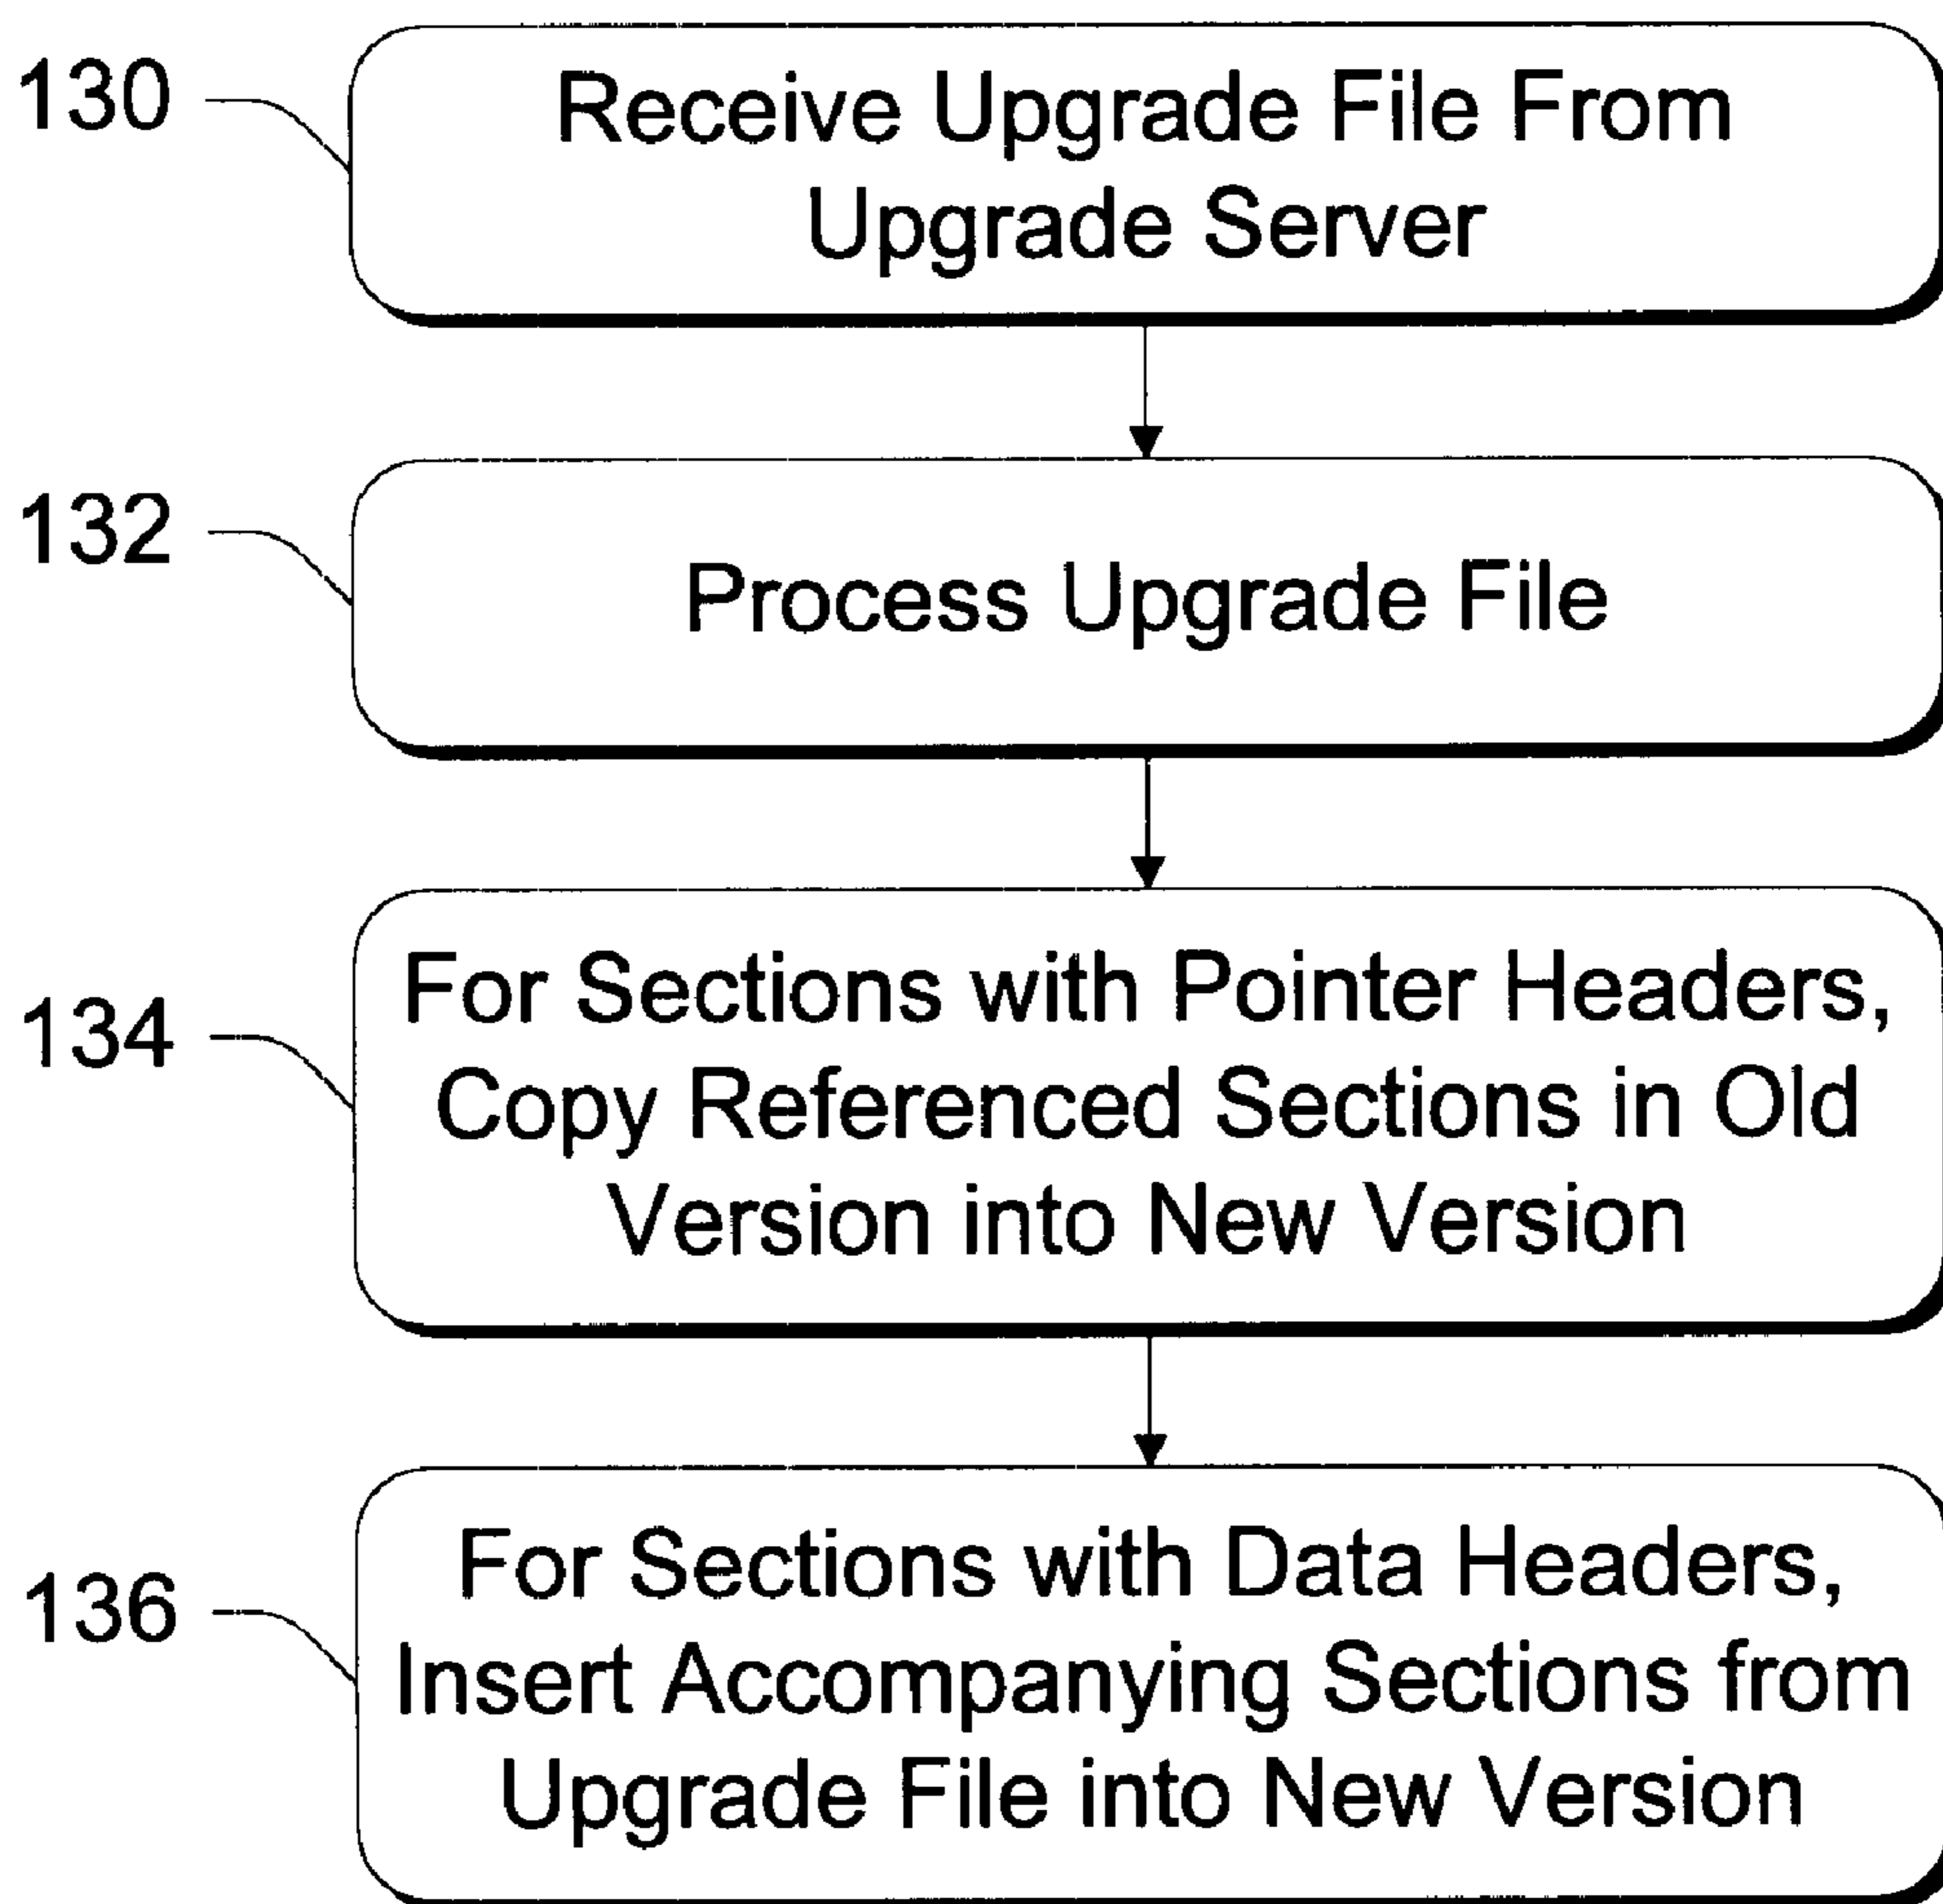 130
Receive Upgrade File From
Upgrade Server
132
Process Upgrade File
134
For Sections with Pointer Headers,
Copy Referenced Sections in Old
Version into New Version
136
For Sections with Data Headers,
Insert Accompanying Sections from
Upgrade File into New Version